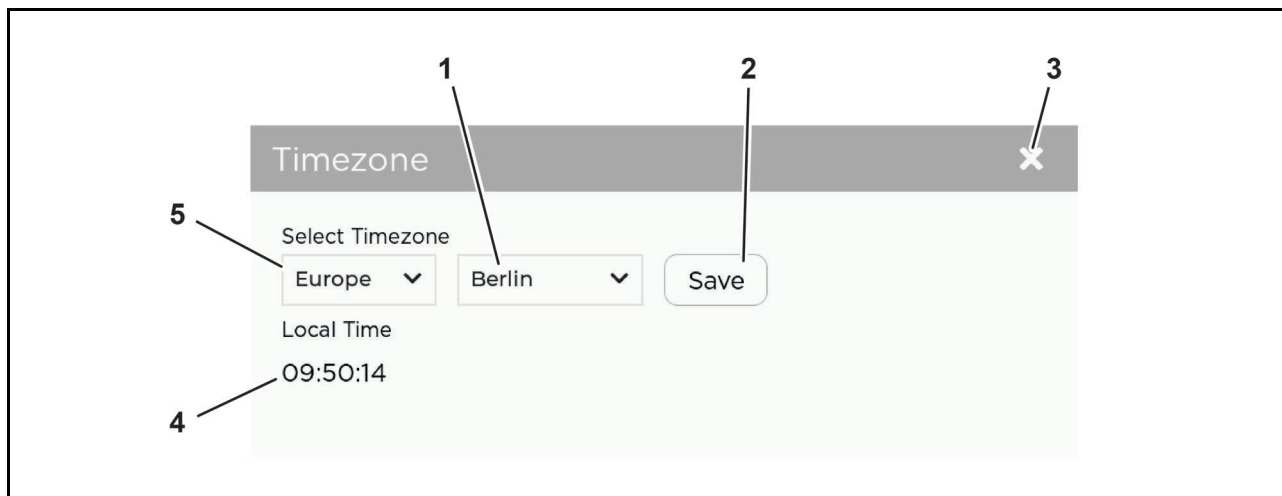 1 2 3
Timezone
5
Select Timezone
Europe Berlin Save
Local Time
09:50:14
4